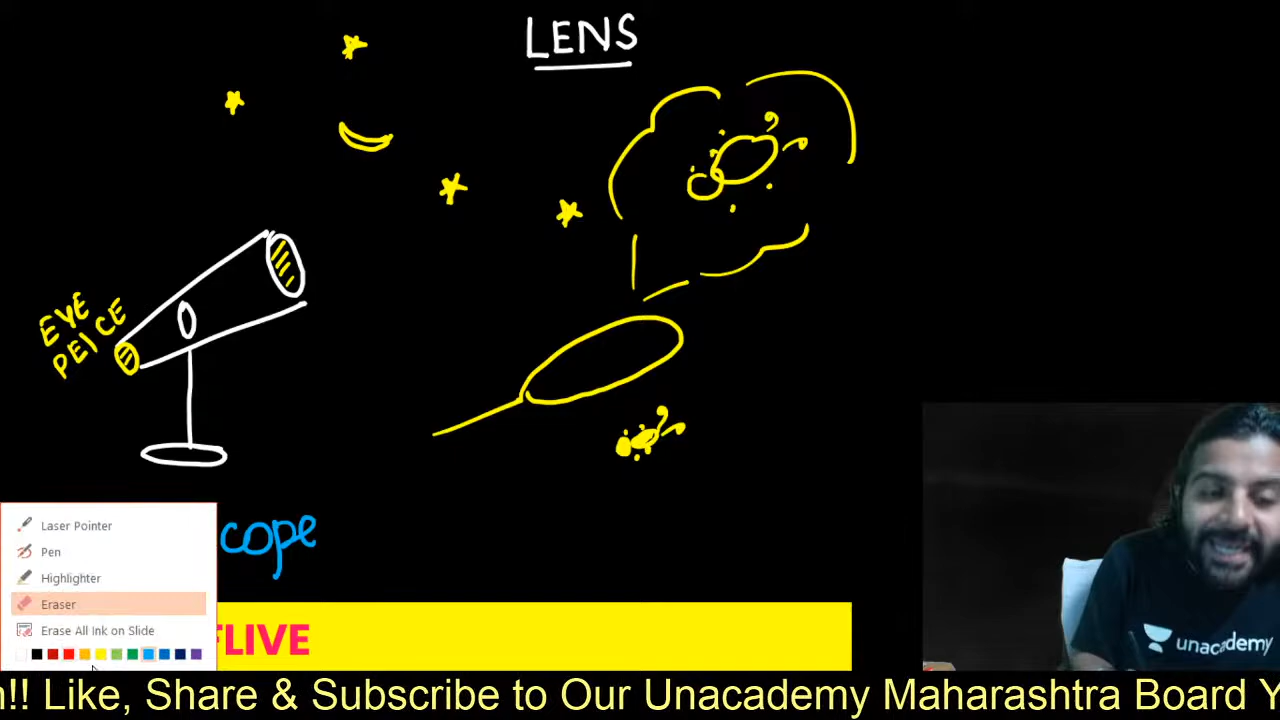 LENS
EYE
PEICE
cope
Laser Pointer
Pen
Highlighter
Eraser
Erase All Ink on Slide
FLIVE
unacademy
!! Like, Share & Subscribe to Our Unacademy Maharashtra Board Y